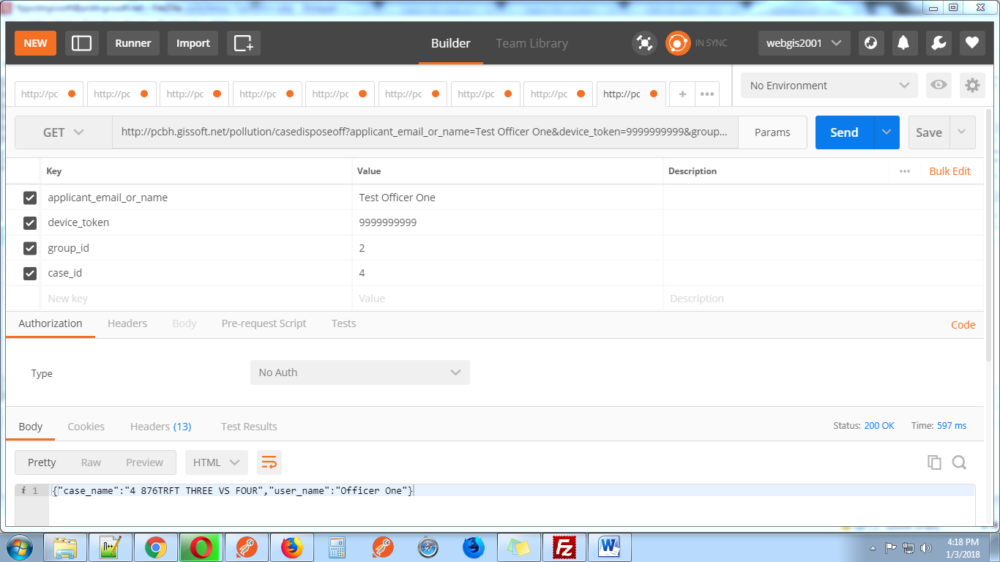 NEW Runner Import Builder Team Library IN SYNC webgis2001
http://pc http://pc http://pc http://pc http://pc http://pc http://pc http://pc http://pc + ••• No Environment
GET http://pcbh.gissoft.net/pollution/casedisposeoff?applicant_email_or_name=Test Officer One&device_token=9999999999&group... Params Send Save
Key Value Description ••• Bulk Edit
applicant_email_or_name Test Officer One
device_token 9999999999
group_id 2
case_id 4
New key Value Description
Authorization Headers Body Pre-request Script Tests Code
Type No Auth
Body Cookies Headers (13) Test Results Status: 200 OK Time: 597 ms
Pretty Raw Preview HTML
i 1 {"case_name":"4 876TRFT THREE VS FOUR","user_name":"Officer One"}
4:18 PM
1/3/2018